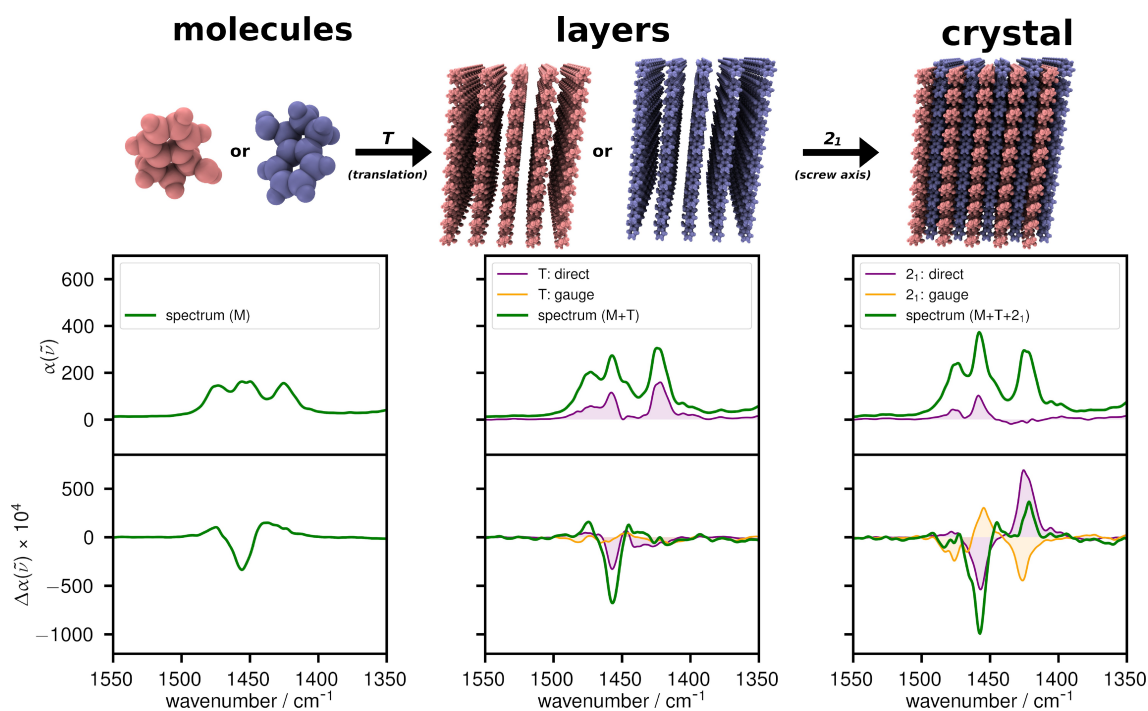 molecules
layers
crystal
or
T
(translation)
or
2₁
(screw axis)
600
400
200
0
α(ν̃)
spectrum (M)
T: direct
T: gauge
spectrum (M+T)
2₁: direct
2₁: gauge
spectrum (M+T+2₁)
500
0
−500
−1000
Δα(ν̃) × 10⁴
1550 1500 1450 1400 1350
wavenumber / cm⁻¹
1550 1500 1450 1400 1350
wavenumber / cm⁻¹
1550 1500 1450 1400 1350
wavenumber / cm⁻¹